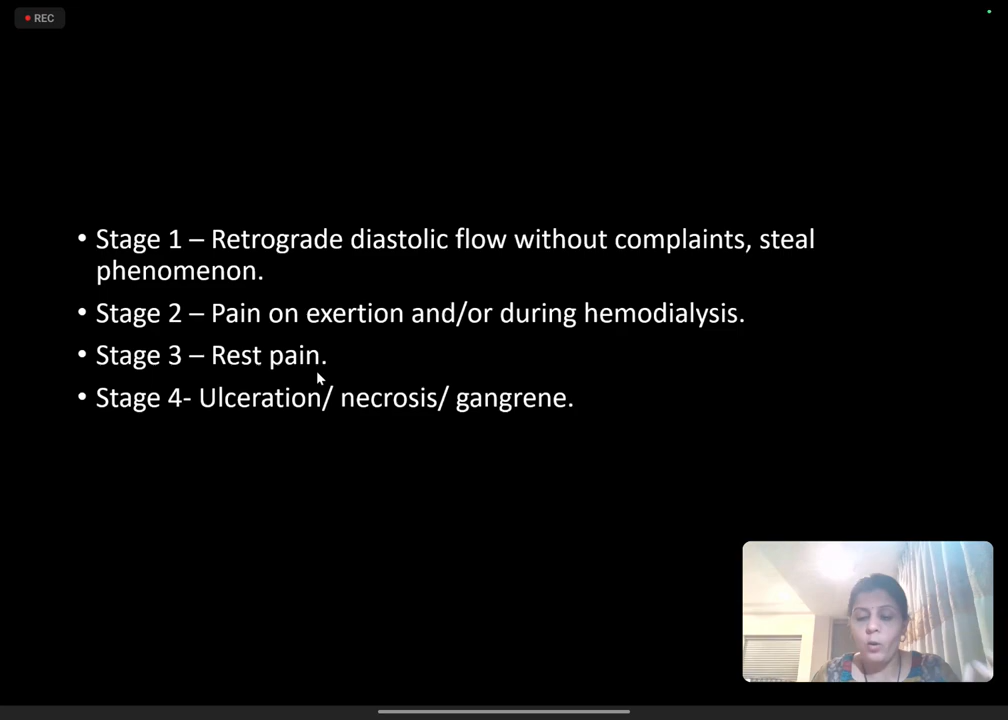 REC
• Stage 1 – Retrograde diastolic flow without complaints, steal
phenomenon.
• Stage 2 – Pain on exertion and/or during hemodialysis.
• Stage 3 – Rest pain.
• Stage 4- Ulceration/ necrosis/ gangrene.